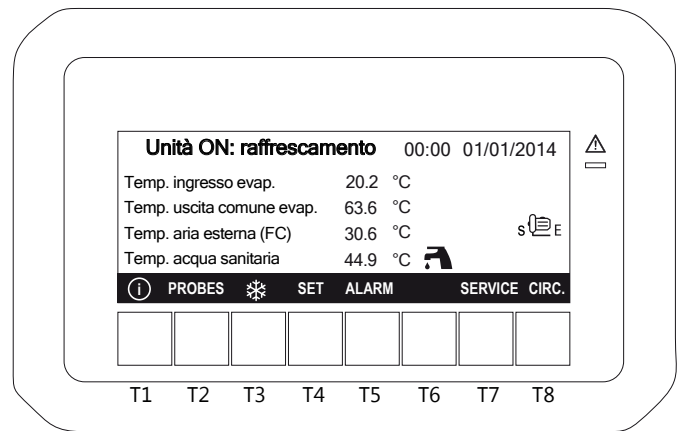 Unità ON: raffrescamento 00:00 01/01/2014
Temp. ingresso evap. 20.2 °C
Temp. uscita comune evap. 63.6 °C
Temp. aria esterna (FC) 30.6 °C S E
Temp. acqua sanitaria 44.9 °C
i PROBES SET ALARM SERVICE CIRC.
T1 T2 T3 T4 T5 T6 T7 T8